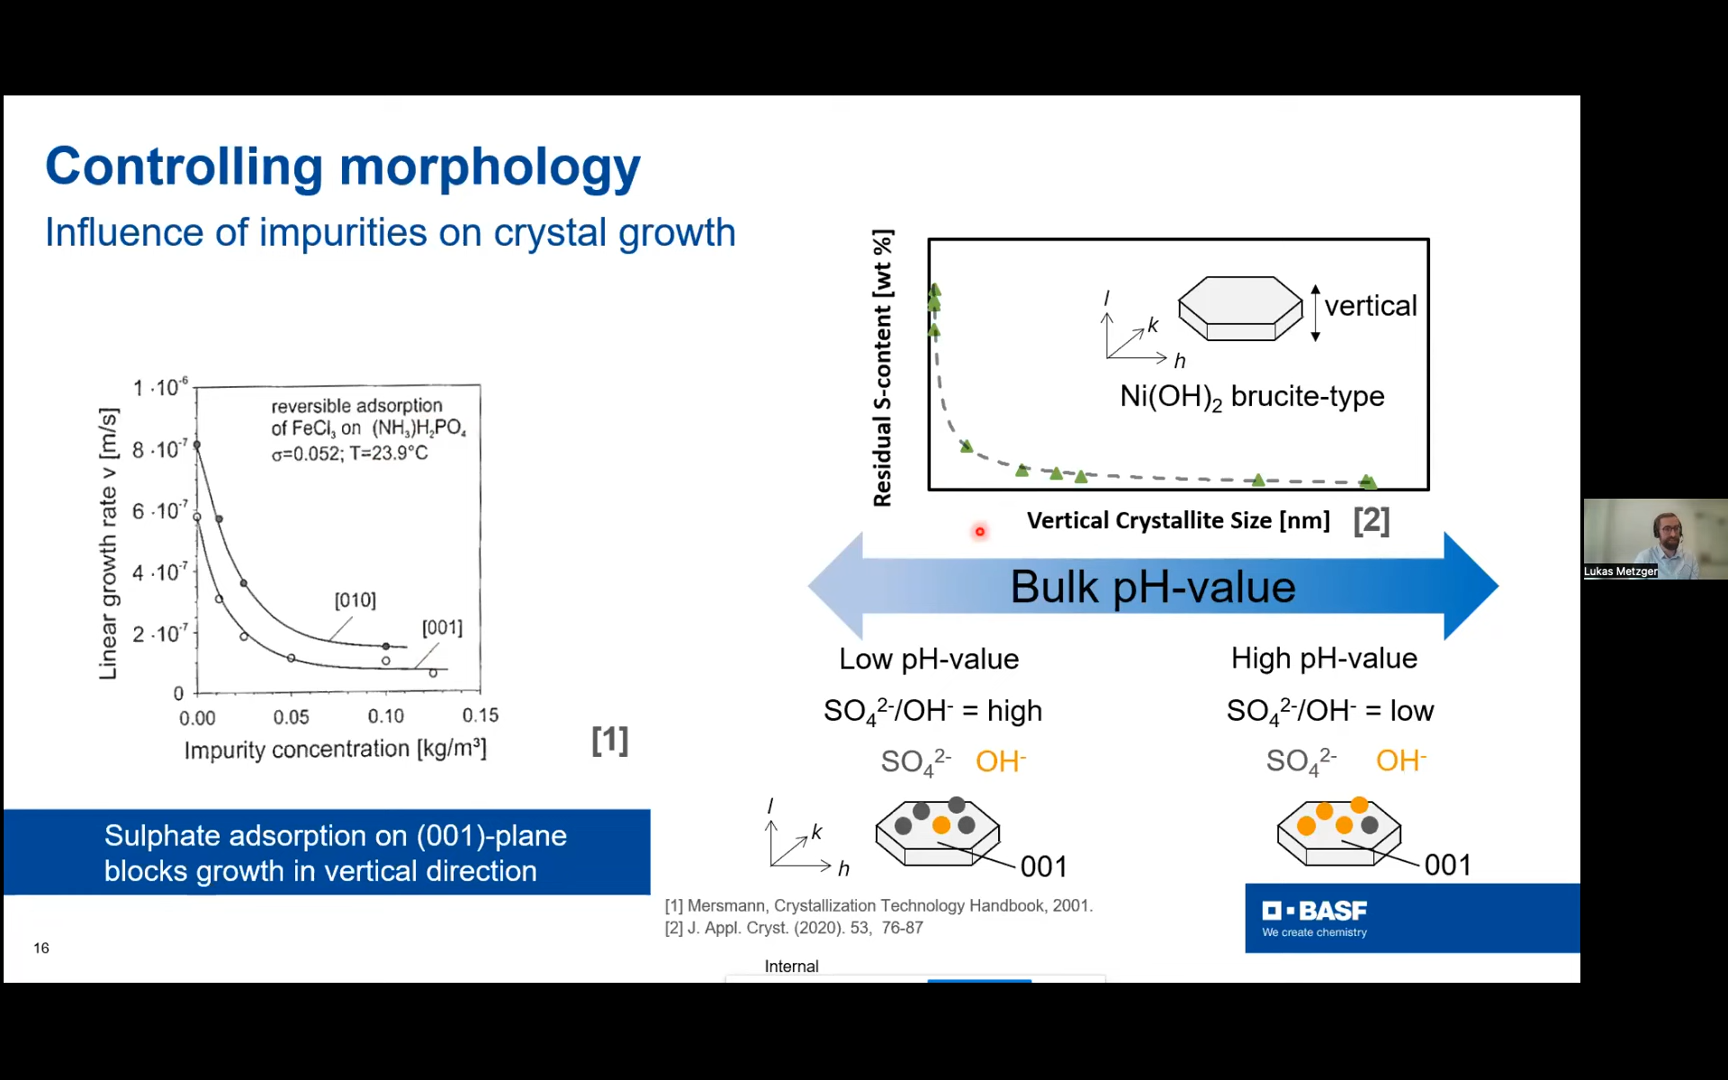 Controlling morphology
Influence of impurities on crystal growth
Linear growth rate v [m/s]
1 ·10⁻⁶
8 ·10⁻⁷
6 ·10⁻⁷
4 ·10⁻⁷
2 ·10⁻⁷
0
reversible adsorption
of FeCl₃ on (NH₃)H₂PO₄
σ=0.052; T=23.9°C
[010]
[001]
0.00 0.05 0.10 0.15
Impurity concentration [kg/m³]
[1]
Sulphate adsorption on (001)-plane
blocks growth in vertical direction
16
Residual S-content [wt %]
l
k
h
vertical
Ni(OH)₂ brucite-type
Vertical Crystallite Size [nm] [2]
Bulk pH-value
Low pH-value
SO₄²⁻/OH⁻ = high
SO₄²⁻ OH⁻
l
k
h
001
High pH-value
SO₄²⁻/OH⁻ = low
SO₄²⁻ OH⁻
001
[1] Mersmann, Crystallization Technology Handbook, 2001.
[2] J. Appl. Cryst. (2020). 53, 76-87
Internal
BASF
We create chemistry
Lukas Metzger